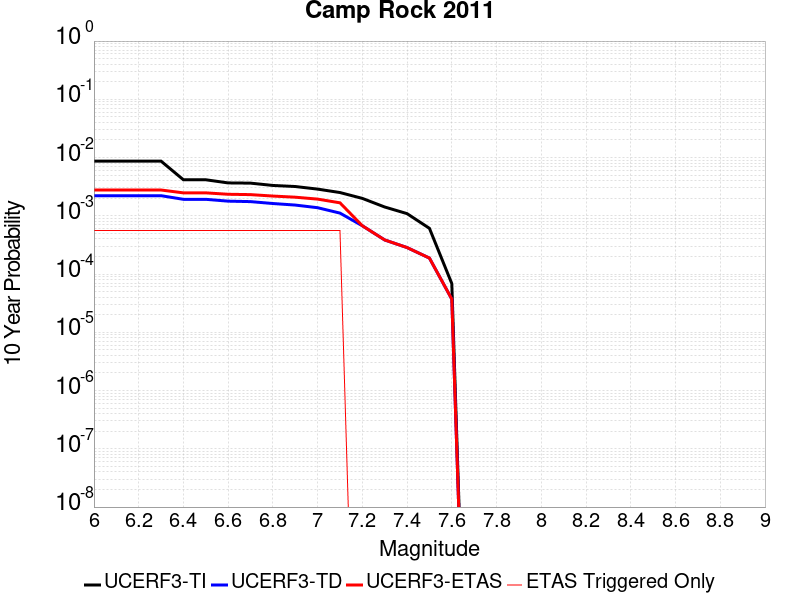 Camp Rock 2011
10 0
10 -1
10 -2
10 -3
10 -4
10 -5
10 -6
10 -7
10 -8
10 Year Probability
6 6.2 6.4 6.6 6.8 7 7.2 7.4 7.6 7.8 8 8.2 8.4 8.6 8.8 9
Magnitude
UCERF3-TI UCERF3-TD UCERF3-ETAS ETAS Triggered Only